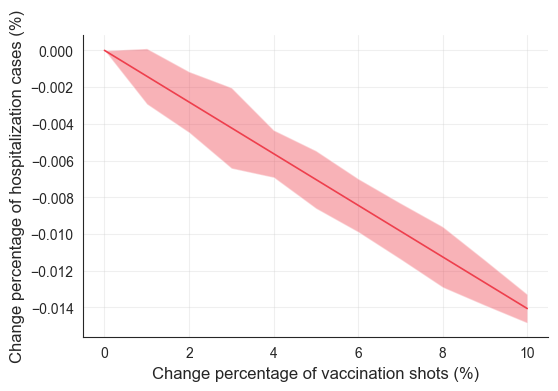 Change percentage of hospitalization cases (%)
0.000
−0.002
−0.004
−0.006
−0.008
−0.010
−0.012
−0.014
0 2 4 6 8 10
Change percentage of vaccination shots (%)